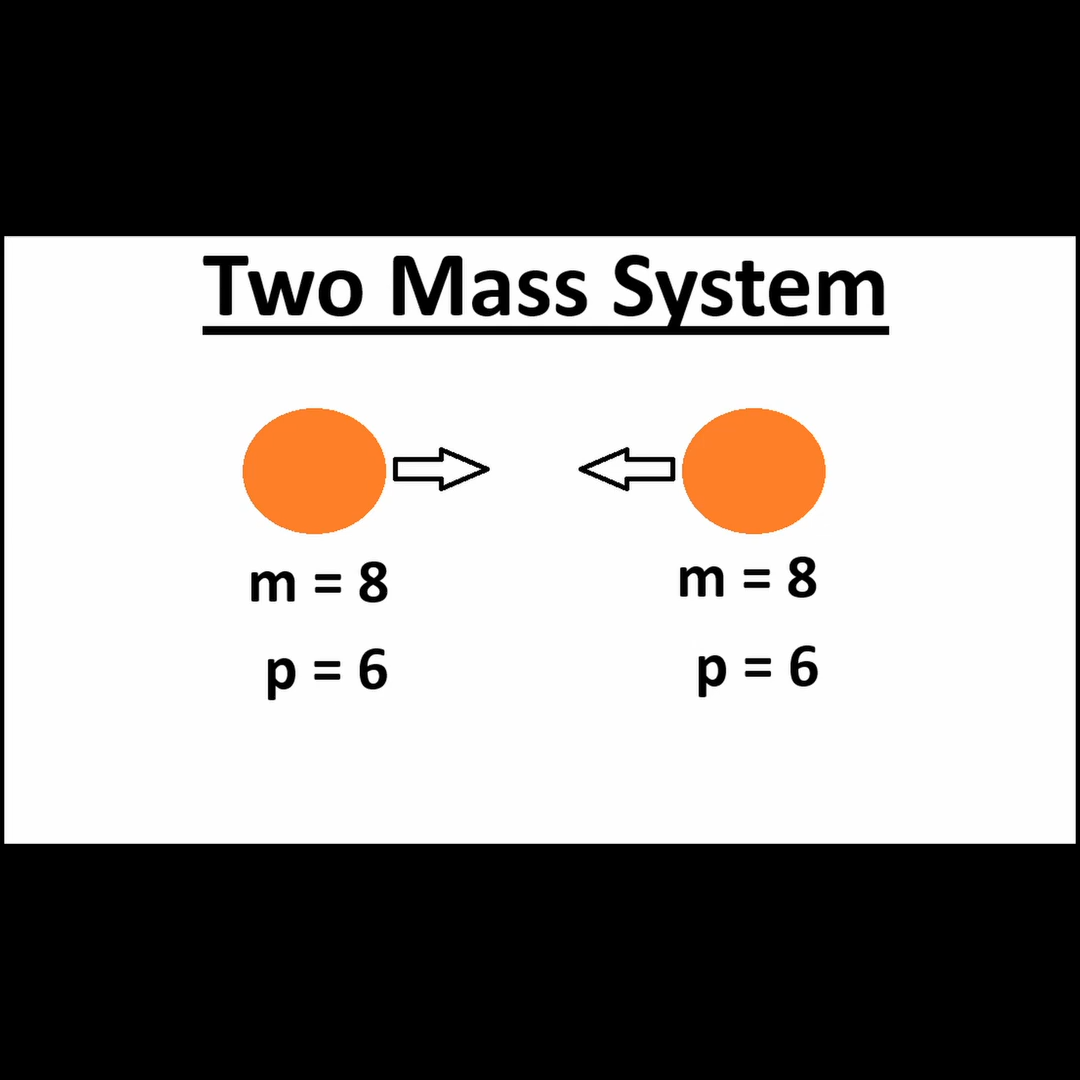 Two Mass System
m = 8
m = 8
p = 6
p = 6